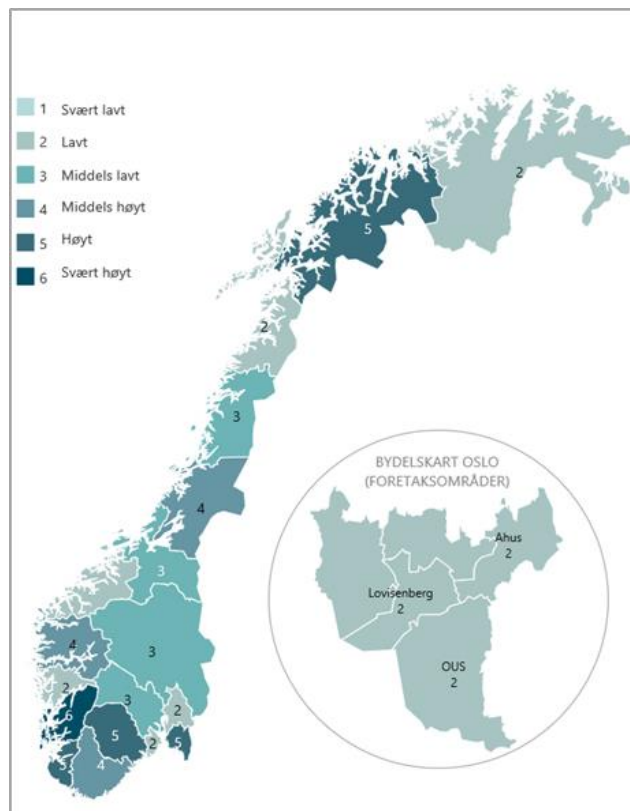 1 Svært lavt
2 Lavt
3 Middels lavt
4 Middels høyt
5 Høyt
6 Svært høyt
2
5
2
3
4
3
4
3
2
6
3
2
5
2
5
5
4
BYDELSKART OSLO
(FORETAKSOMRÅDER)
Ahus
2
Lovisenberg
2
OUS
2